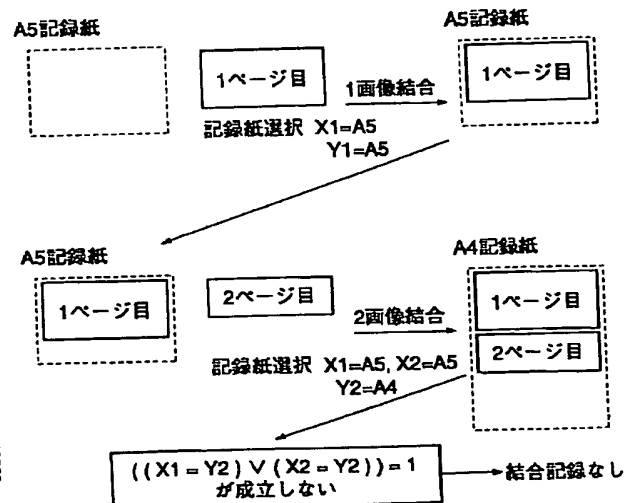 A5記録紙
A5記録紙
1ページ目
1画像結合
1ページ目
記録紙選択 X1=A5
Y1=A5
A5記録紙
A4記録紙
1ページ目
2ページ目
2画像結合
1ページ目
2ページ目
記録紙選択 X1=A5, X2=A5
Y2=A4
((X1=Y2)∨(X2=Y2))=1
が成立しない
結合記録なし